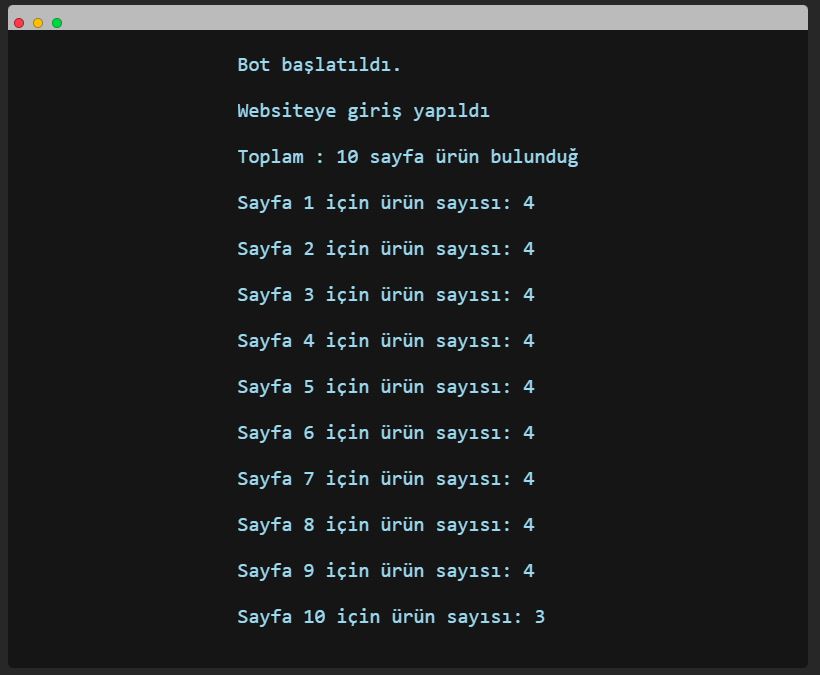 Bot başlatıldı.
Websiteye giriş yapıldı
Toplam : 10 sayfa ürün bulunduğ
Sayfa 1 için ürün sayısı: 4
Sayfa 2 için ürün sayısı: 4
Sayfa 3 için ürün sayısı: 4
Sayfa 4 için ürün sayısı: 4
Sayfa 5 için ürün sayısı: 4
Sayfa 6 için ürün sayısı: 4
Sayfa 7 için ürün sayısı: 4
Sayfa 8 için ürün sayısı: 4
Sayfa 9 için ürün sayısı: 4
Sayfa 10 için ürün sayısı: 3